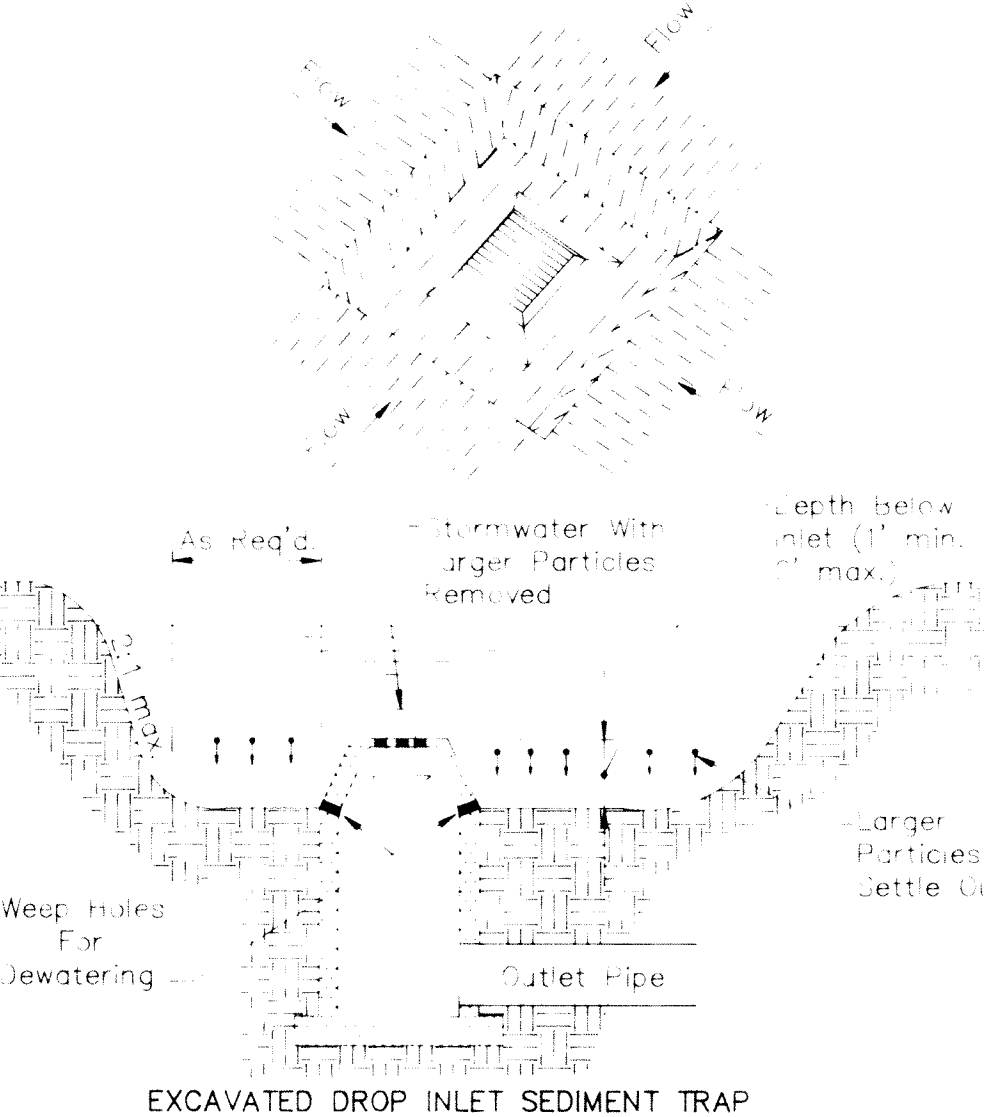 Flow
Flow
Flow
Flow
As Req'd.
Stormwater With
Larger Particles
Removed
Depth Below
Inlet (1' min.
2' max.)
2:1 max.
Weep Holes
For
Dewatering
Larger
Particles
Settle
Outlet Pipe
EXCAVATED DROP INLET SEDIMENT TRAP